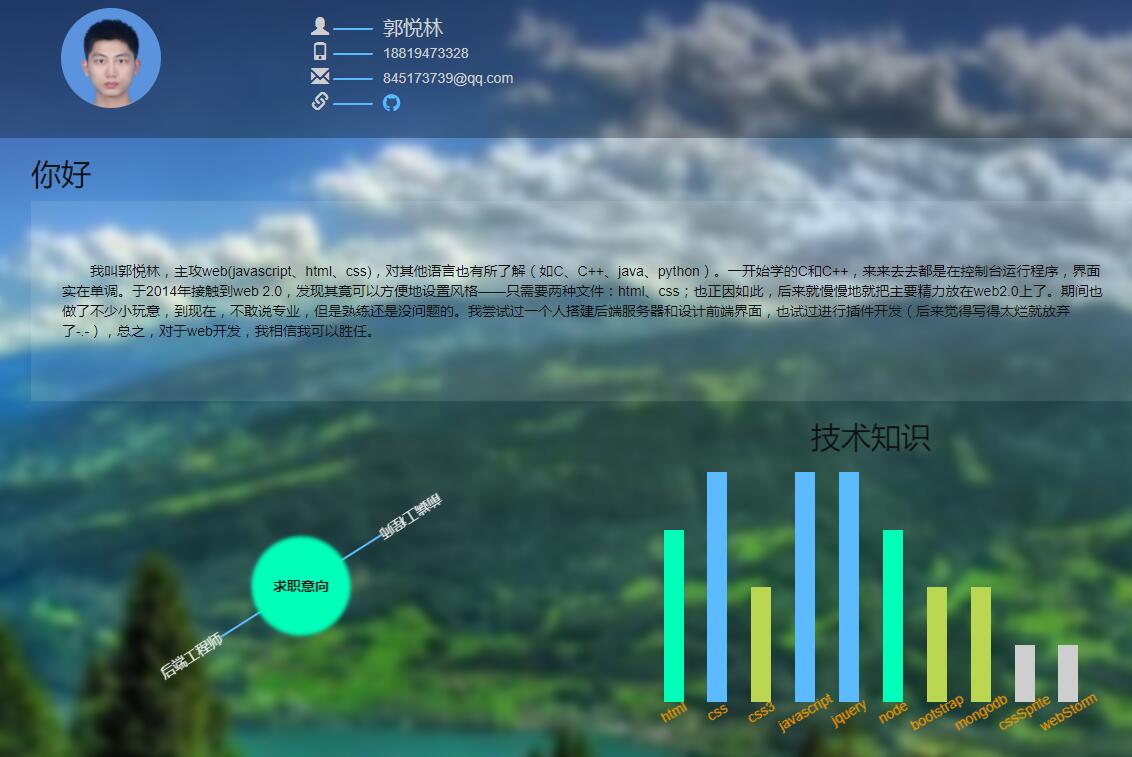 郭悦林
18819473328
845173739@qq.com
你好
我叫郭悦林，主攻web(javascript、html、css)，对其他语言也有所了解（如C、C++、java、python）。一开始学的C和C++，来来去去都是在控制台运行程序，界面
实在单调。于2014年接触到web 2.0，发现其竟可以方便地设置风格——只需要两种文件：html、css；也正因如此，后来就慢慢地就把主要精力放在web2.0上了。期间也
做了不少小玩意，到现在，不敢说专业，但是熟练还是没问题的。我尝试过一个人搭建后端服务器和设计前端界面，也试过进行插件开发（后来觉得写得太烂就放弃
了-.-），总之，对于web开发，我相信我可以胜任。
技术知识
前端工程师
求职意向
后端工程师
html
css
css3
javascript
jquery
node
bootstrap
mongodb
cssSprite
webStorm